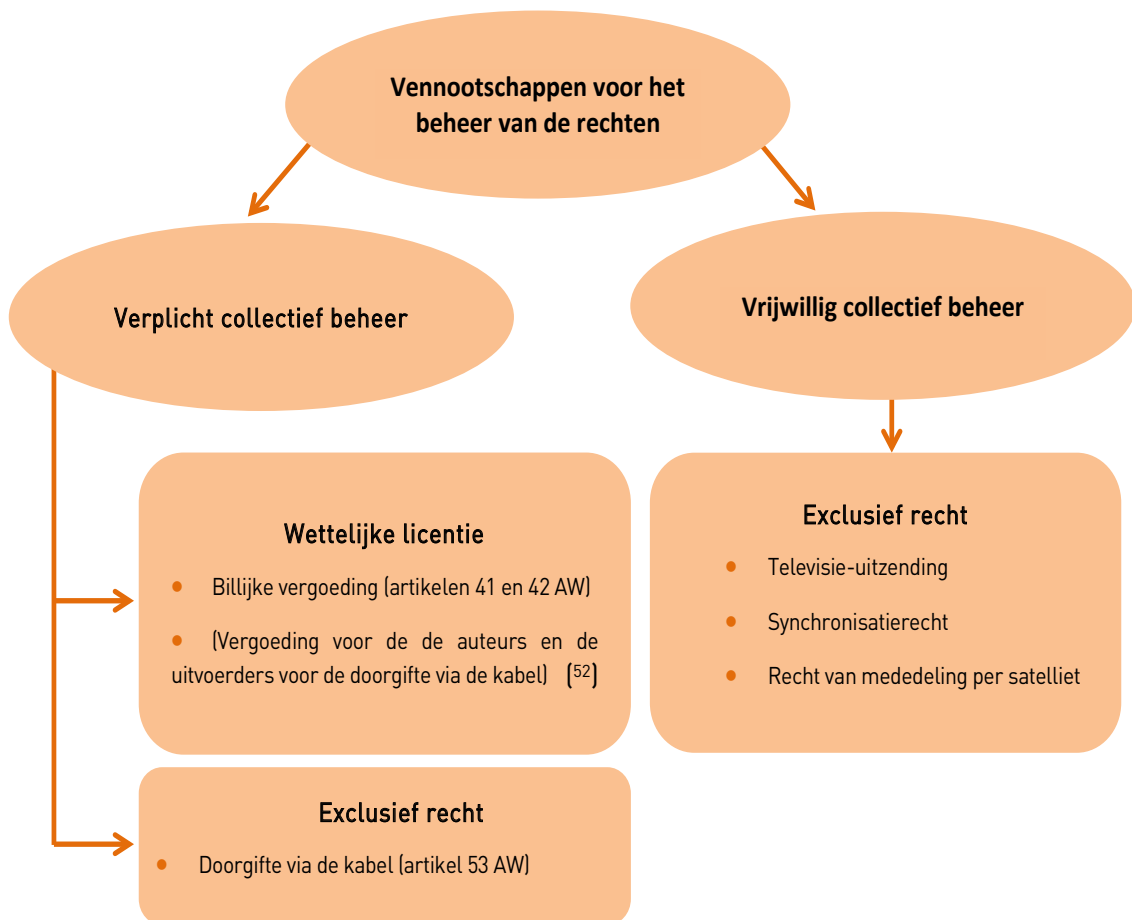 Vennootschappen voor het
beheer van de rechten
Verplicht collectief beheer
Vrijwillig collectief beheer
Wettelijke licentie
• Billijke vergoeding (artikelen 41 en 42 AW)
• (Vergoeding voor de de auteurs en de
uitvoerders voor de doorgifte via de kabel) (52)
Exclusief recht
• Doorgifte via de kabel (artikel 53 AW)
Exclusief recht
• Televisie-uitzending
• Synchronisatierecht
• Recht van mededeling per satelliet